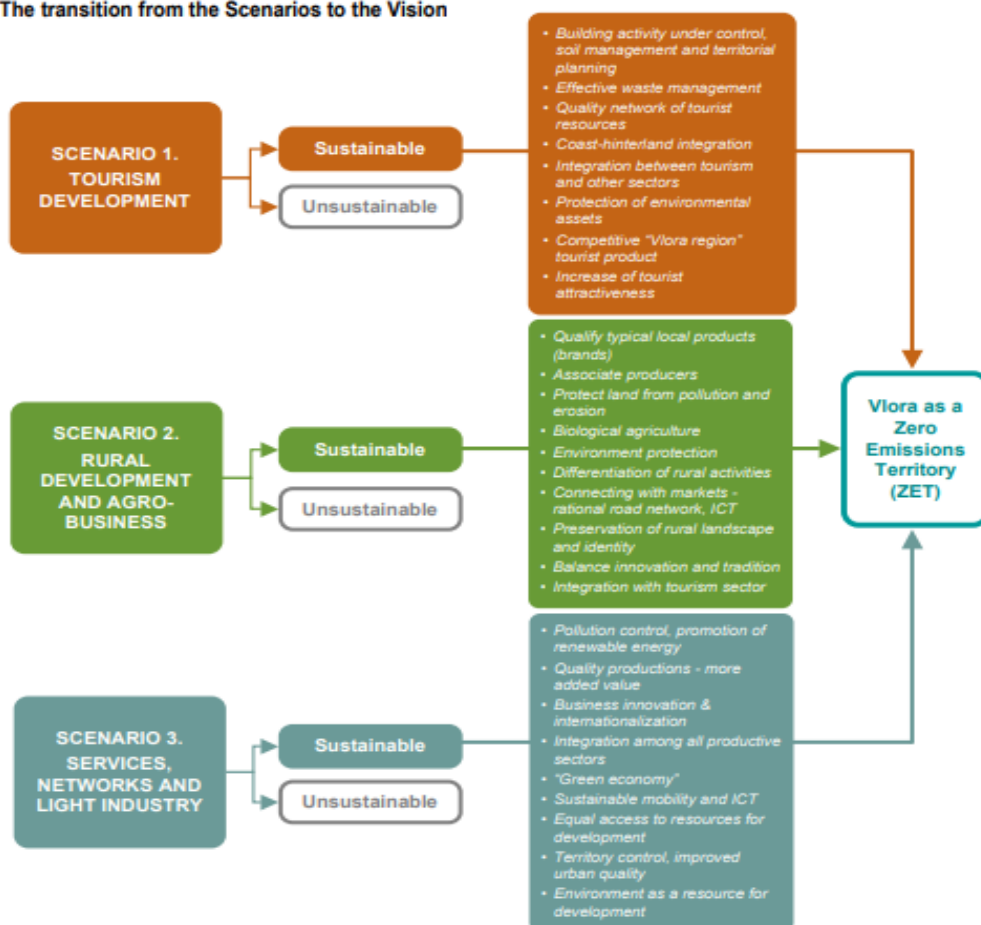 The transition from the Scenarios to the Vision
SCENARIO 1.
TOURISM
DEVELOPMENT
Sustainable
Unsustainable
• Building activity under control,
soil management and territorial
planning
• Effective waste management
• Quality network of tourist
resources
• Coast-hinterland integration
• Integration between tourism
and other sectors
• Protection of environmental
assets
• Competitive “Vlora region”
tourist product
• Increase of tourist
attractiveness
SCENARIO 2.
RURAL
DEVELOPMENT
AND AGRO-
BUSINESS
Sustainable
Unsustainable
• Qualify typical local products
(brands)
• Associate producers
• Protect land from pollution and
erosion
• Biological agriculture
• Environment protection
• Differentiation of rural activities
• Connecting with markets -
rational road network, ICT
• Preservation of rural landscape
and identity
• Balance innovation and tradition
• Integration with tourism sector
SCENARIO 3.
SERVICES,
NETWORKS AND
LIGHT INDUSTRY
Sustainable
Unsustainable
• Pollution control, promotion of
renewable energy
• Quality productions - more
added value
• Business innovation &
internationalization
• Integration among all productive
sectors
• “Green economy”
• Sustainable mobility and ICT
• Equal access to resources for
development
• Territory control, improved
urban quality
• Environment as a resource for
development
Vlora as a
Zero
Emissions
Territory
(ZET)